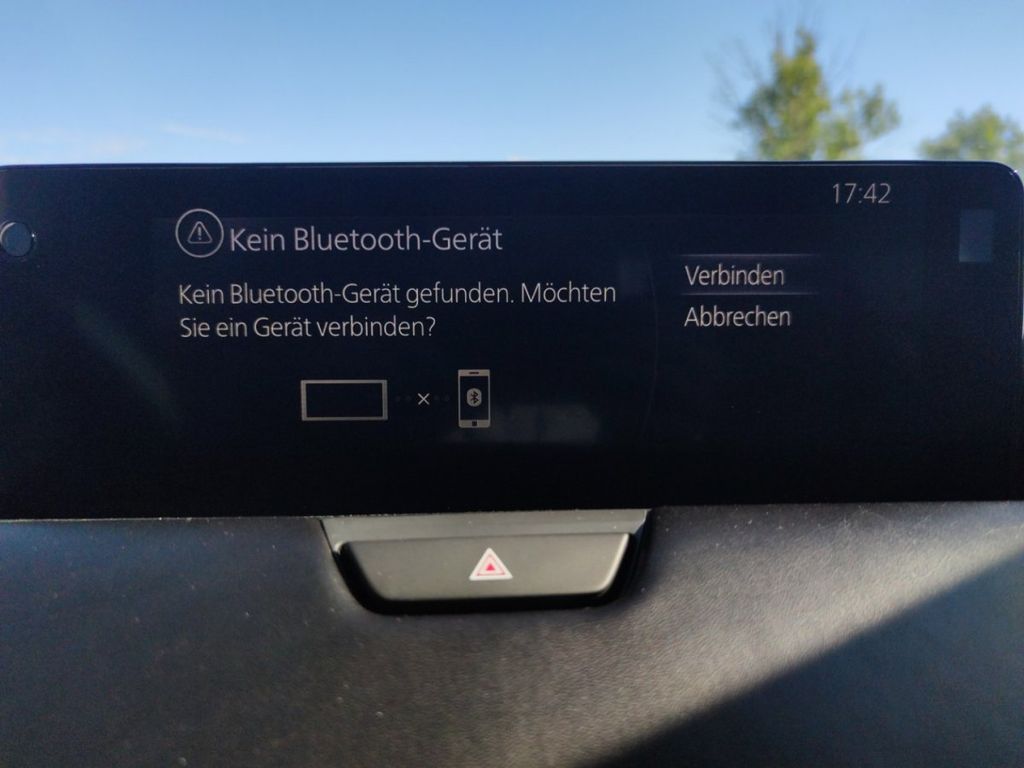 17:42
Kein Bluetooth-Gerät
Kein Bluetooth-Gerät gefunden. Möchten
Sie ein Gerät verbinden?
Verbinden
Abbrechen